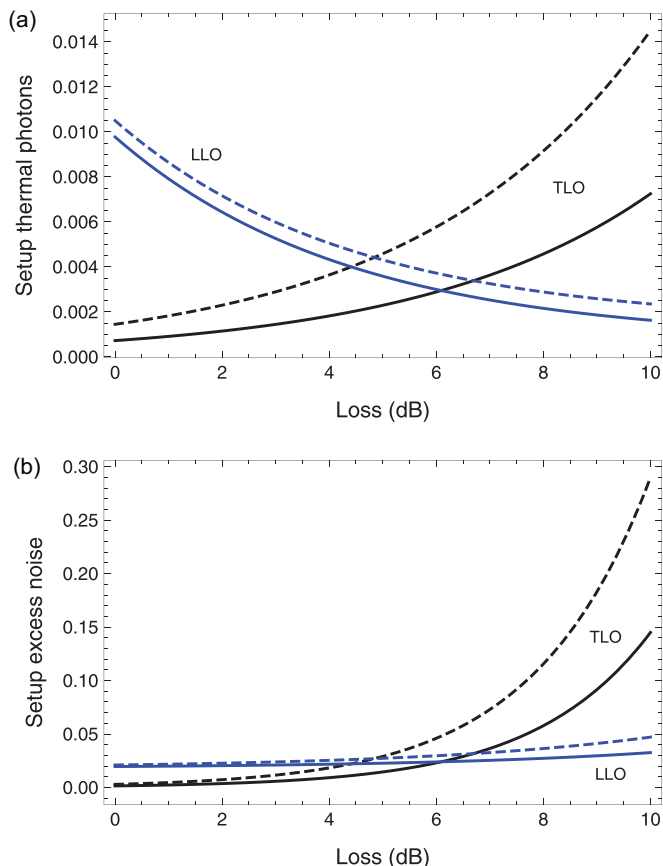 (a)
0.014
0.012
0.010
0.008
0.006
0.004
0.002
0.000
Setup thermal photons
LLO
TLO
0 2 4 6 8 10
Loss (dB)
(b)
0.30
0.25
0.20
0.15
0.10
0.05
0.00
Setup excess noise
TLO
LLO
0 2 4 6 8 10
Loss (dB)